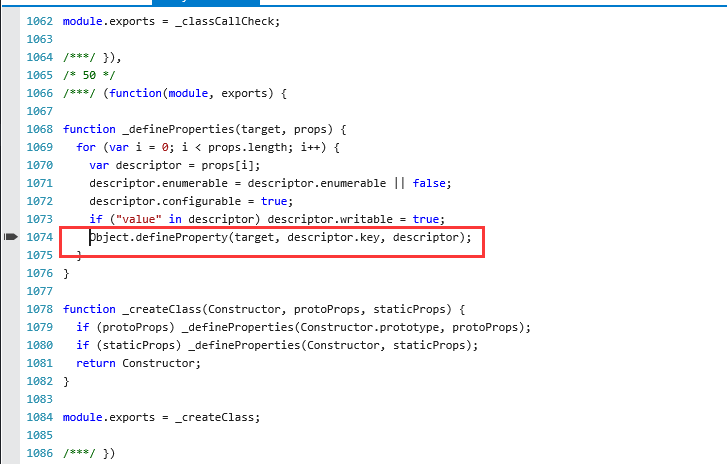 1062 module.exports = _classCallCheck;
1063
1064 /***/ }),
1065 /* 50 */
1066 /***/ (function(module, exports) {
1067
1068 function _defineProperties(target, props) {
1069   for (var i = 0; i < props.length; i++) {
1070     var descriptor = props[i];
1071     descriptor.enumerable = descriptor.enumerable || false;
1072     descriptor.configurable = true;
1073     if ("value" in descriptor) descriptor.writable = true;
1074     Object.defineProperty(target, descriptor.key, descriptor);
1075   }
1076 }
1077
1078 function _createClass(Constructor, protoProps, staticProps) {
1079   if (protoProps) _defineProperties(Constructor.prototype, protoProps);
1080   if (staticProps) _defineProperties(Constructor, staticProps);
1081   return Constructor;
1082 }
1083
1084 module.exports = _createClass;
1085
1086 /***/ })